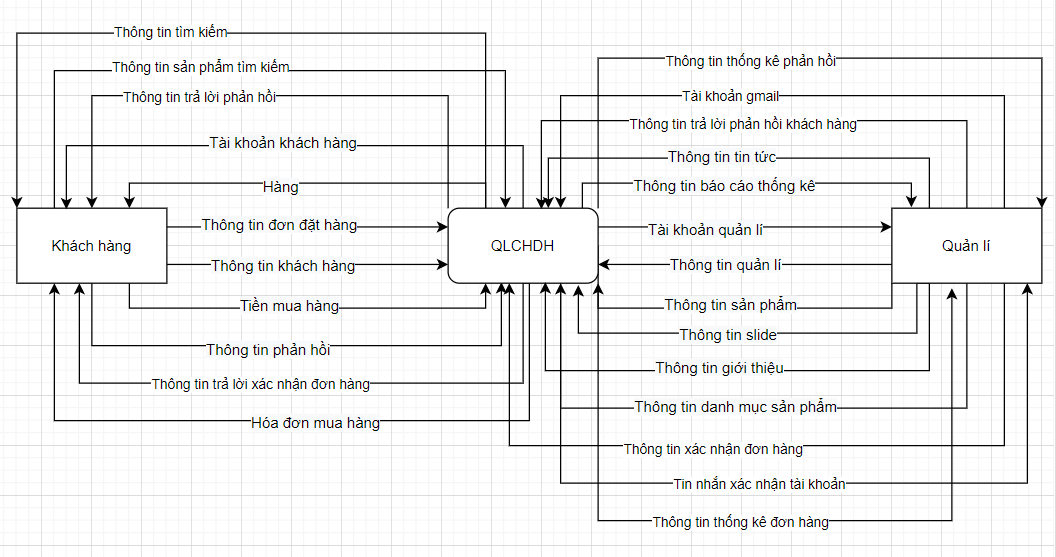 Thông tin tìm kiếm
Thông tin sản phẩm tìm kiếm
Thông tin trả lời phản hồi
Tài khoản khách hàng
Hàng
Thông tin đơn đặt hàng
Khách hàng
Thông tin khách hàng
Tiền mua hàng
Thông tin phản hồi
Thông tin trả lời xác nhận đơn hàng
Hóa đơn mua hàng
QLCHDH
Thông tin thống kê phản hồi
Tài khoản gmail
Thông tin trả lời phản hồi khách hàng
Thông tin tin tức
Thông tin báo cáo thống kê
Tài khoản quản lí
Quản lí
Thông tin quản lí
Thông tin sản phẩm
Thông tin slide
Thông tin giới thiệu
Thông tin danh mục sản phẩm
Thông tin xác nhận đơn hàng
Tin nhắn xác nhận tài khoản
Thông tin thống kê đơn hàng